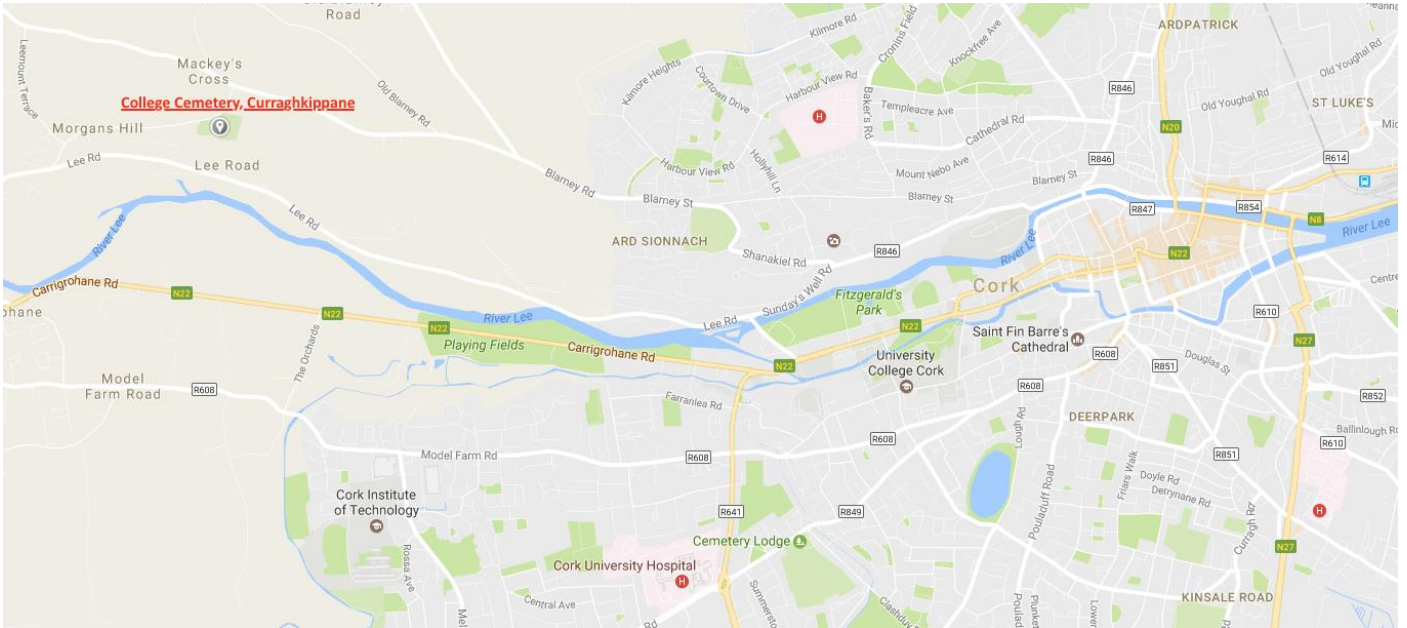 Road
ARDPATRICK
Kilmore Rd
Cronins Field
Knockfree Ave
Leemount Terrace
Mackey's
Cross
Old Blarney Rd
Kilmore Heights
Courtown Drive
Harbour View Rd
Baker's Rd
Templeacre Ave
Cathedral Rd
R846
Old Youghal Rd
Old Youghal Rd
ST LUKE'S
College Cemetery, Curraghkippane
Morgans Hill
H
N20
Lee Rd
Lee Road
Hollyhill Ln
Harbour View Rd
Mount Nebo Ave
R846
R614
Blarney Rd
Blarney St
Blarney St
Blarney St
R847
R854
N8
Lee Rd
River Lee
ARD SIONNACH
Shanakiel Rd
R846
River Lee
N22
River Lee
Carrigrohane Rd
N22
Sunday's Well Rd
Fitzgerald's
Park
Cork
Centre
phane
N22
N22
River Lee
Lee Rd
N22
R610
Playing Fields
Carrigrohane Rd
N22
Saint Fin Barre's
Cathedral
R608
N27
The Orchards
University
College Cork
Douglas St
R851
Model
Farm Road
R608
Farranlea Rd
R608
R852
DEERPARK
Lough Rd
Ballinlough Rd
R608
R610
Model Farm Rd
R608
R851
Friars Walk
Doyle Rd
Derrynane Rd
Pouladuff Road
Cork Institute
of Technology
R641
R849
Curragh Rd
H
Cemetery Lodge
N27
Rossa Ave
Cork University Hospital
H
Central Ave
KINSALE ROAD
Rd